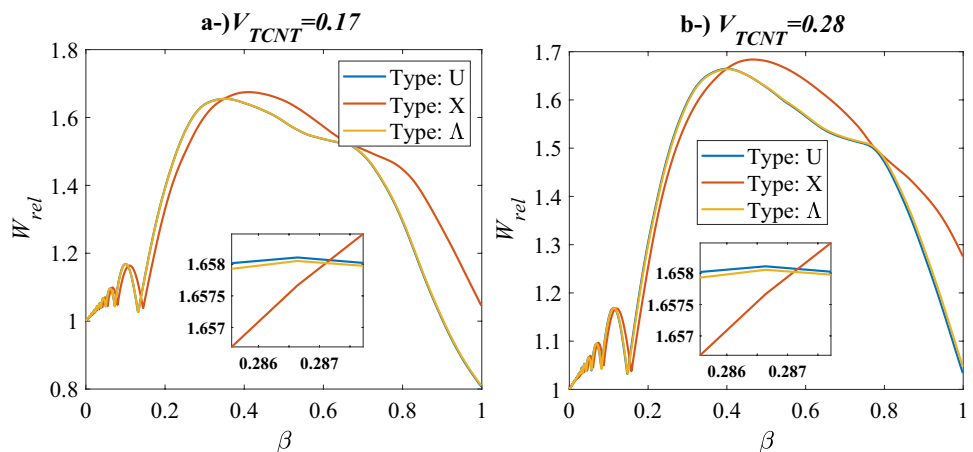 a-)V_TCNT=0.17
1.8
1.6
1.4
1.2
1
0.8
W_rel
0 0.2 0.4 0.6 0.8 1
β
Type: U
Type: X
Type: Λ
1.658
1.6575
1.657
0.286 0.287
b-) V_TCNT=0.28
1.7
1.6
1.5
1.4
1.3
1.2
1.1
1
W_rel
0 0.2 0.4 0.6 0.8 1
β
Type: U
Type: X
Type: Λ
1.658
1.6575
1.657
0.286 0.287